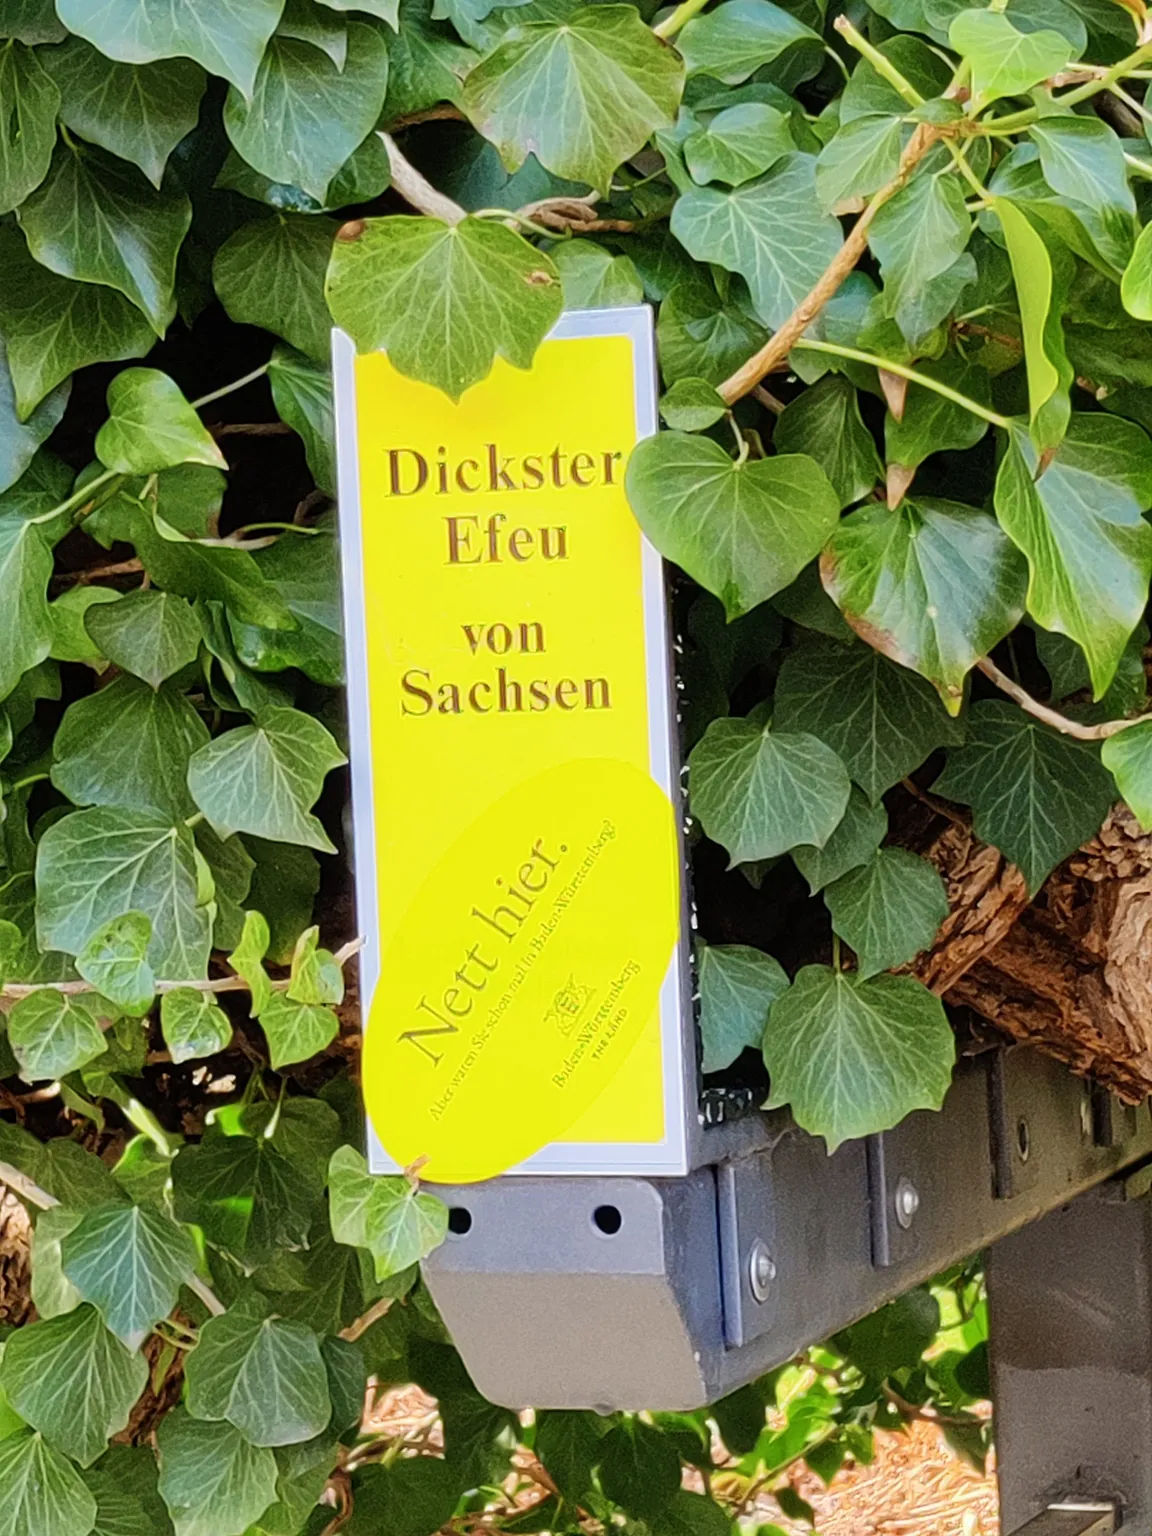 Dickster
Efeu
von
Sachsen
Nett hier.
Aber waren Sie schon mal in Baden-Württemberg?
Baden-Württemberg
THE LÄND